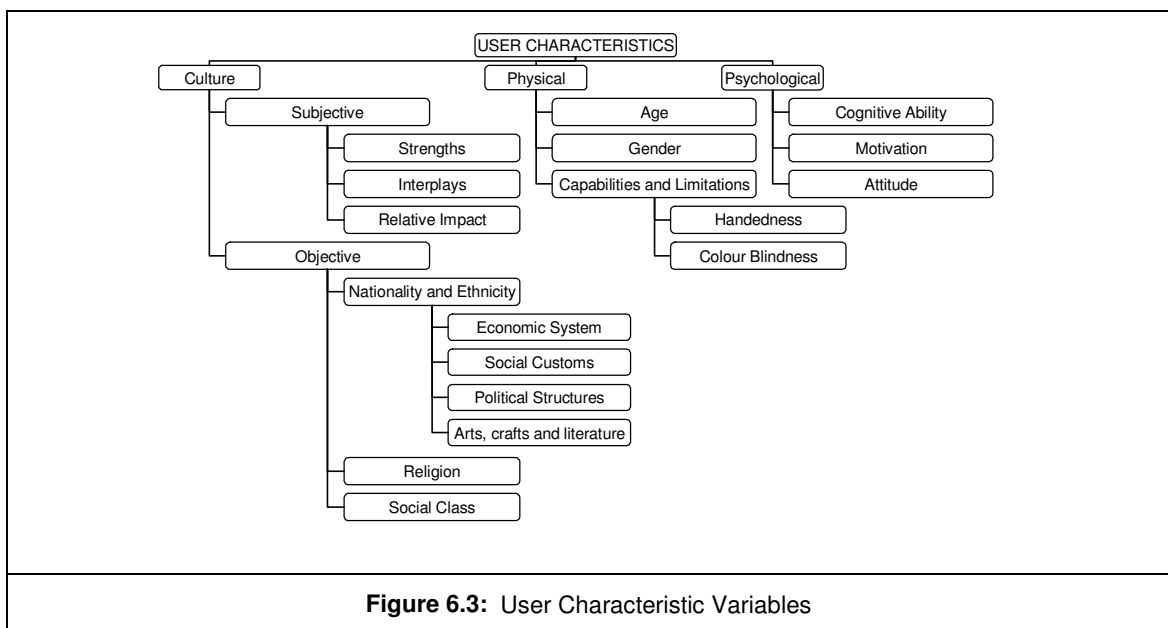 USER CHARACTERISTICS
Culture
Physical
Psychological
Subjective
Age
Cognitive Ability
Strengths
Gender
Motivation
Interplays
Capabilities and Limitations
Attitude
Relative Impact
Handedness
Objective
Colour Blindness
Nationality and Ethnicity
Economic System
Social Customs
Political Structures
Arts, crafts and literature
Religion
Social Class
Figure 6.3: User Characteristic Variables